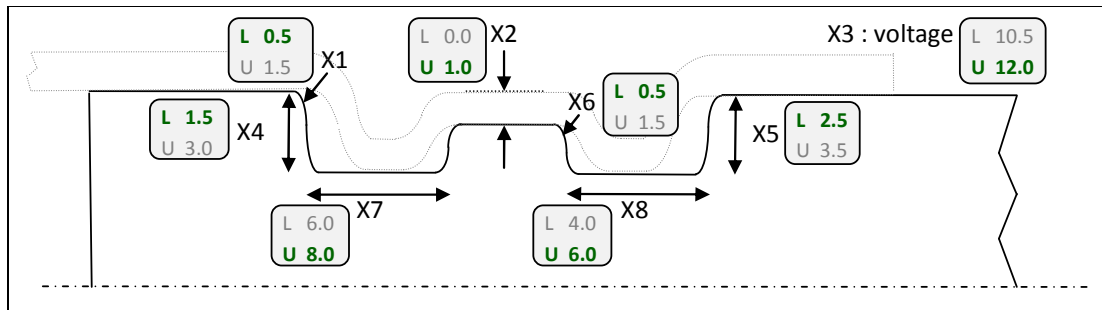 L 0.5
U 1.5
X1
L 0.0
U 1.0
X2
X3 : voltage
L 10.5
U 12.0
L 1.5
U 3.0
X4
X6
L 0.5
U 1.5
X5
L 2.5
U 3.5
X7
L 6.0
U 8.0
X8
L 4.0
U 6.0